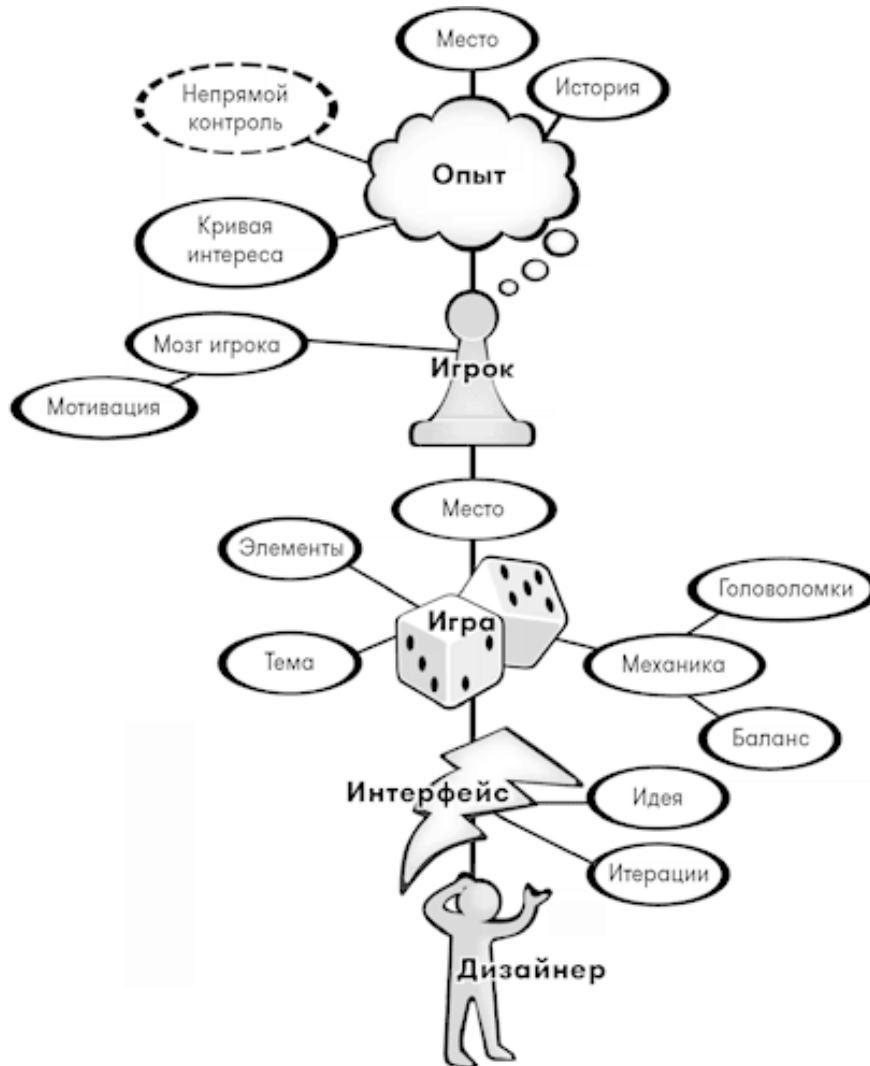 Место
История
Непрямой
контроль
Опыт
Кривая
интереса
Мозг игрока
Игрок
Мотивация
Место
Элементы
Головоломки
Игра
Тема
Механика
Баланс
Интерфейс
Идея
Итерации
Дизайнер